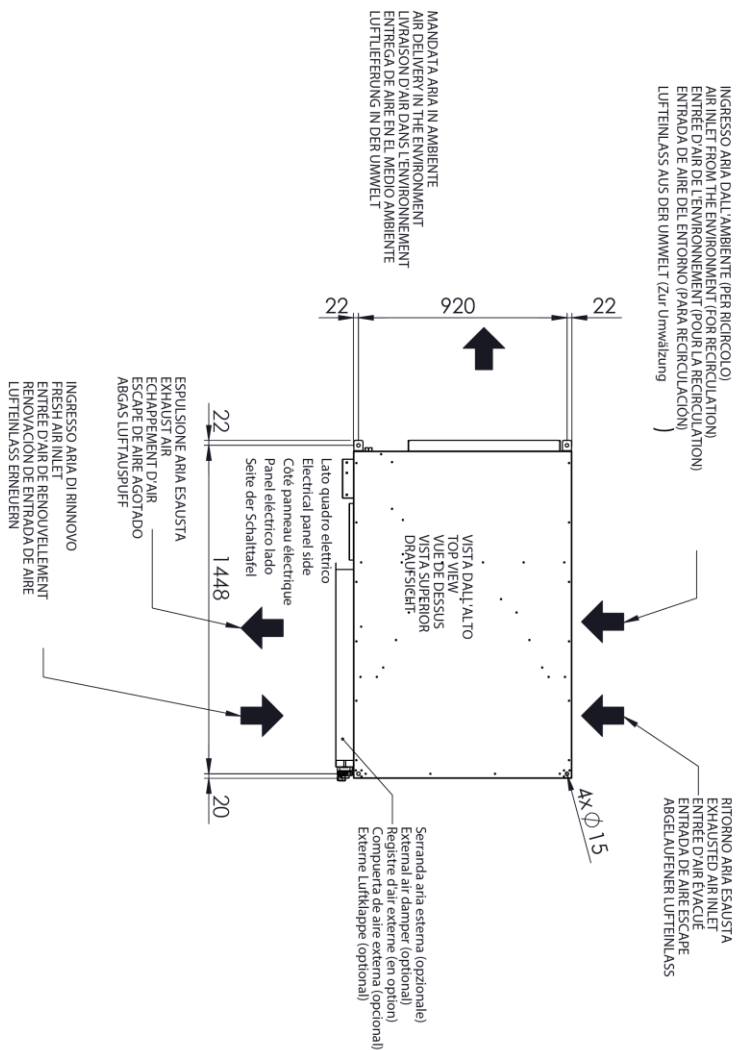 INGRESSO ARIA DALL'AMBIENTE (PER RICIRCOLO)
AIR INLET FROM THE ENVIRONMENT (FOR RECIRCULATION)
ENTRÉE D'AIR DE L'ENVIRONNEMENT (POUR LA RECIRCULATION)
ENTRADA DE AIRE DEL ENTORNO (PARA RECIRCULACIÓN)
LUFTEINLASS AUS DER UMWELT (Zur Umwälzung )
RITORNO ARIA ESAUSTA
EXHAUSTED AIR INLET
ENTRÉE D'AIR ÉVACUÉ
ENTRADA DE AIRE ESCAPE
ABGELAUFENER LUFTEINLASS
MANDATA ARIA IN AMBIENTE
AIR DELIVERY IN THE ENVIRONMENT
LIVRAISON D'AIR DANS L'ENVIRONNEMENT
ENTREGA DE AIRE EN EL MEDIO AMBIENTE
LUFTLIEFERUNG IN DER UMWELT
22
920
22
4x Ø 15
VISTA DALL'ALTO
TOP VIEW
VUE DE DESSUS
VISTA SUPERIOR
DRAUFSICHT
Lato quadro elettrico
Electrical panel side
Côté panneau électrique
Panel eléctrico lado
Seite der Schalttafel
Serranda aria esterna (opzionale)
External air damper (optional)
Registre d'air externe (en option)
Compuerta de aire externa (opcional)
Externe Luftklappe (optional)
22
1448
20
ESPULSIONE ARIA ESAUSTA
EXHAUST AIR
ECHAPPEMENT D'AIR
ESCAPE DE AIRE AGOTADO
ABGAS LUFTAUSPUFF
INGRESSO ARIA DI RINNOVO
FRESH AIR INLET
ENTRÉE D'AIR DE RENOUVELLEMENT
RENOVACIÓN DE ENTRADA DE AIRE
LUFTEINLASS ERNEUERN